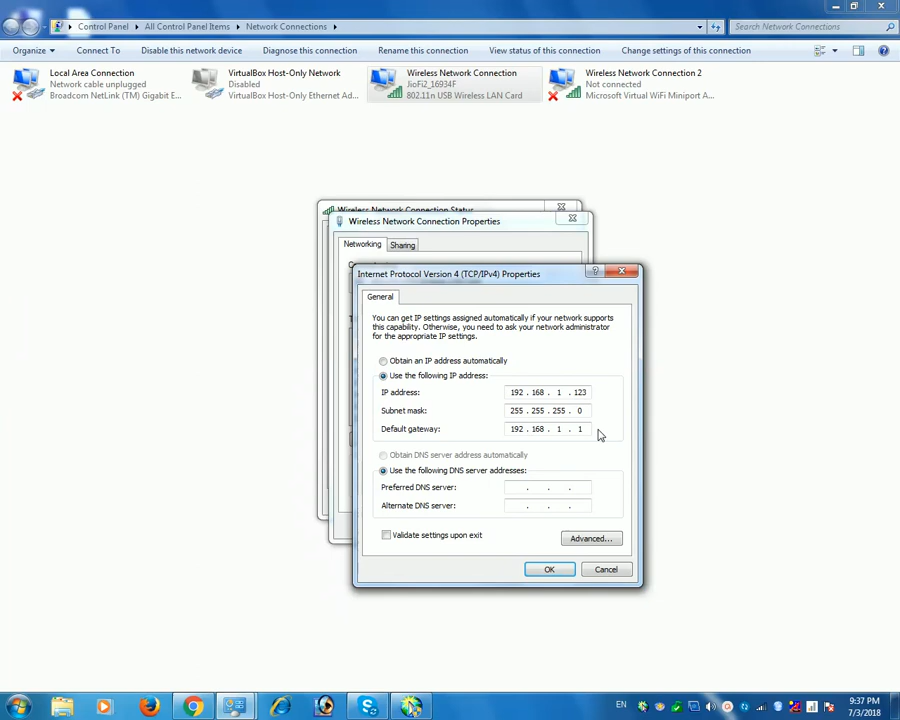 Control Panel ▸ All Control Panel Items ▸ Network Connections ▸
Search Network Connections
Organize ▾ Connect To Disable this network device Diagnose this connection Rename this connection View status of this connection Change settings of this connection
Local Area Connection
Network cable unplugged
Broadcom NetLink (TM) Gigabit E...
VirtualBox Host-Only Network
Disabled
VirtualBox Host-Only Ethernet Ad...
Wireless Network Connection
JioFi2_16934F
802.11n USB Wireless LAN Card
Wireless Network Connection 2
Not connected
Microsoft Virtual WiFi Miniport A...
Wireless Network Connection Status
Wireless Network Connection Properties
Networking Sharing
Internet Protocol Version 4 (TCP/IPv4) Properties
General
You can get IP settings assigned automatically if your network supports
this capability. Otherwise, you need to ask your network administrator
for the appropriate IP settings.
Obtain an IP address automatically
Use the following IP address:
IP address: 192 . 168 . 1 . 123
Subnet mask: 255 . 255 . 255 . 0
Default gateway: 192 . 168 . 1 . 1
Obtain DNS server address automatically
Use the following DNS server addresses:
Preferred DNS server: . . .
Alternate DNS server: . . .
Validate settings upon exit
Advanced...
OK Cancel
EN
9:37 PM
7/3/2018